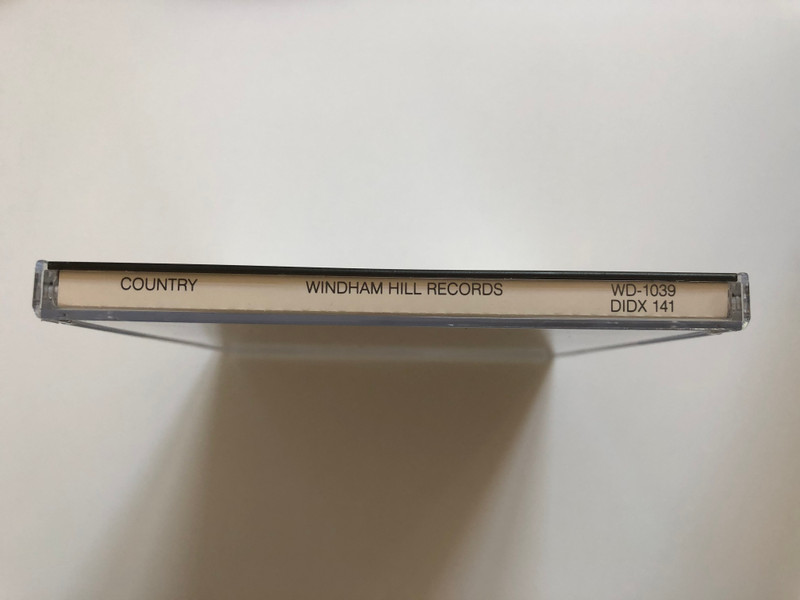 COUNTRY WINDHAM HILL RECORDS WD-1039
DIDX 141